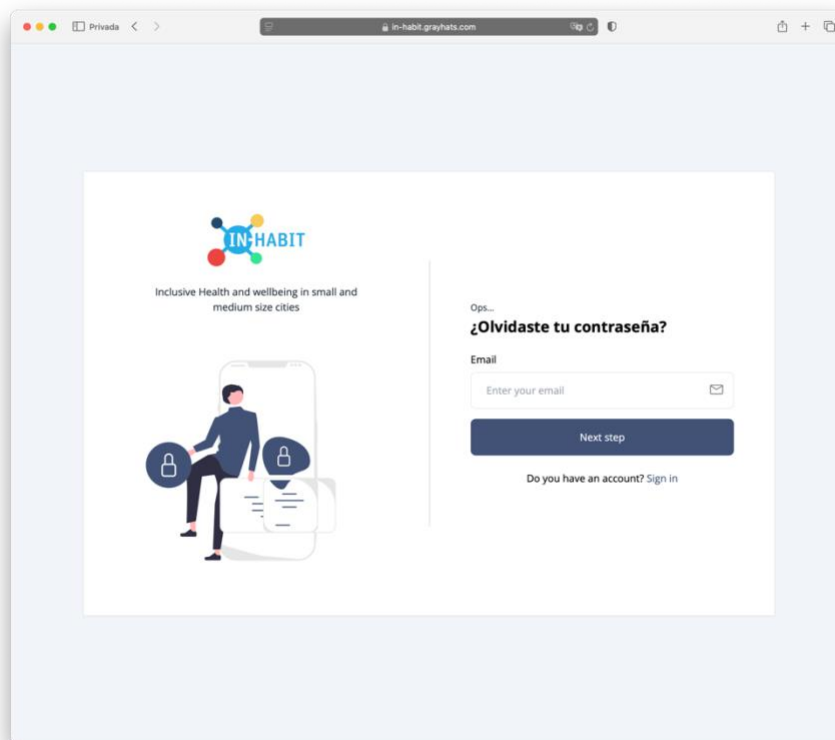 Privada
in-habit.grayhats.com
IN-HABIT
Inclusive Health and wellbeing in small and
medium size cities
Ops...
¿Olvidaste tu contraseña?
Email
Enter your email
Next step
Do you have an account? Sign in